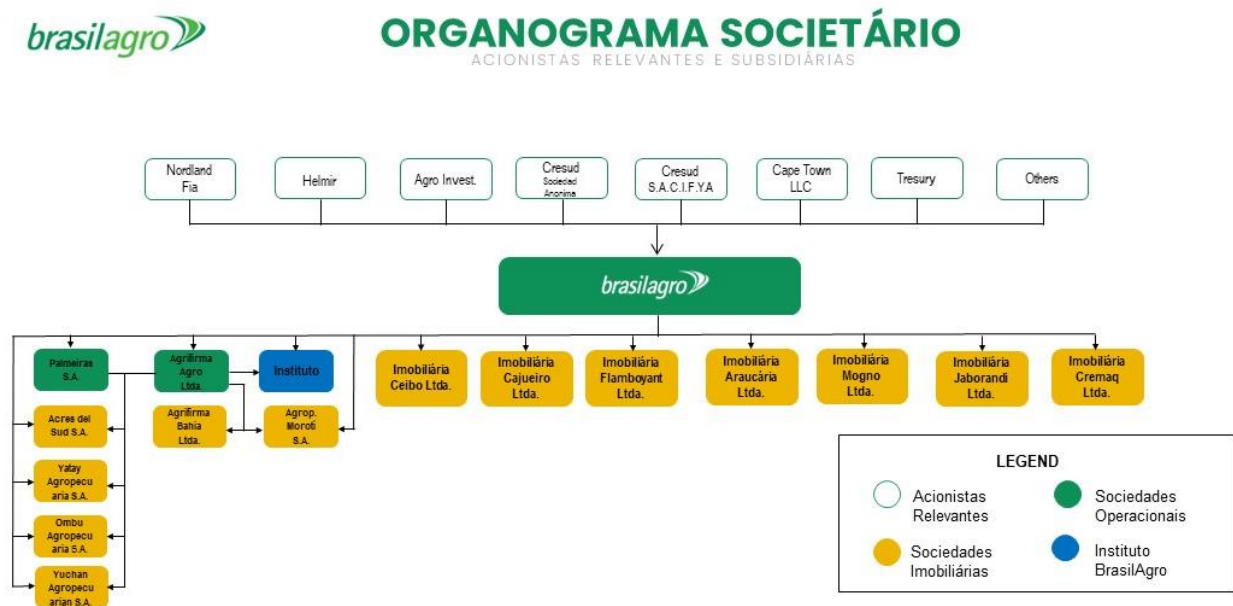 brasilagro
ORGANOGRAMA SOCIETÁRIO
ACIONISTAS RELEVANTES E SUBSIDIÁRIAS
Nordland
Fia
Helmir
Agro Invest.
Cresud
Sociedad
Anonima
Cresud
S.A.C.I.F.YA
Cape Town
LLC
Tresury
Others
brasilagro
Palmeiras
S.A.
Agrifirma
Agro
Ltda.
Instituto
Imobiliária
Ceibo Ltda.
Imobiliária
Cajueiro
Ltda.
Imobiliária
Flamboyant
Ltda.
Imobiliária
Araucária
Ltda.
Imobiliária
Mogno
Ltda.
Imobiliária
Jaborandi
Ltda.
Imobiliária
Cremaq
Ltda.
Acres del
Sud S.A.
Agrifirma
Bahia
Ltda.
Agrop.
Moroti
S.A.
Yatay
Agropecu
aria S.A.
Ombu
Agropecu
aria S.A.
Yuchan
Agropecu
arian S.A.
LEGEND
Acionistas
Relevantes
Sociedades
Operacionais
Sociedades
Imobiliárias
Instituto
BrasilAgro